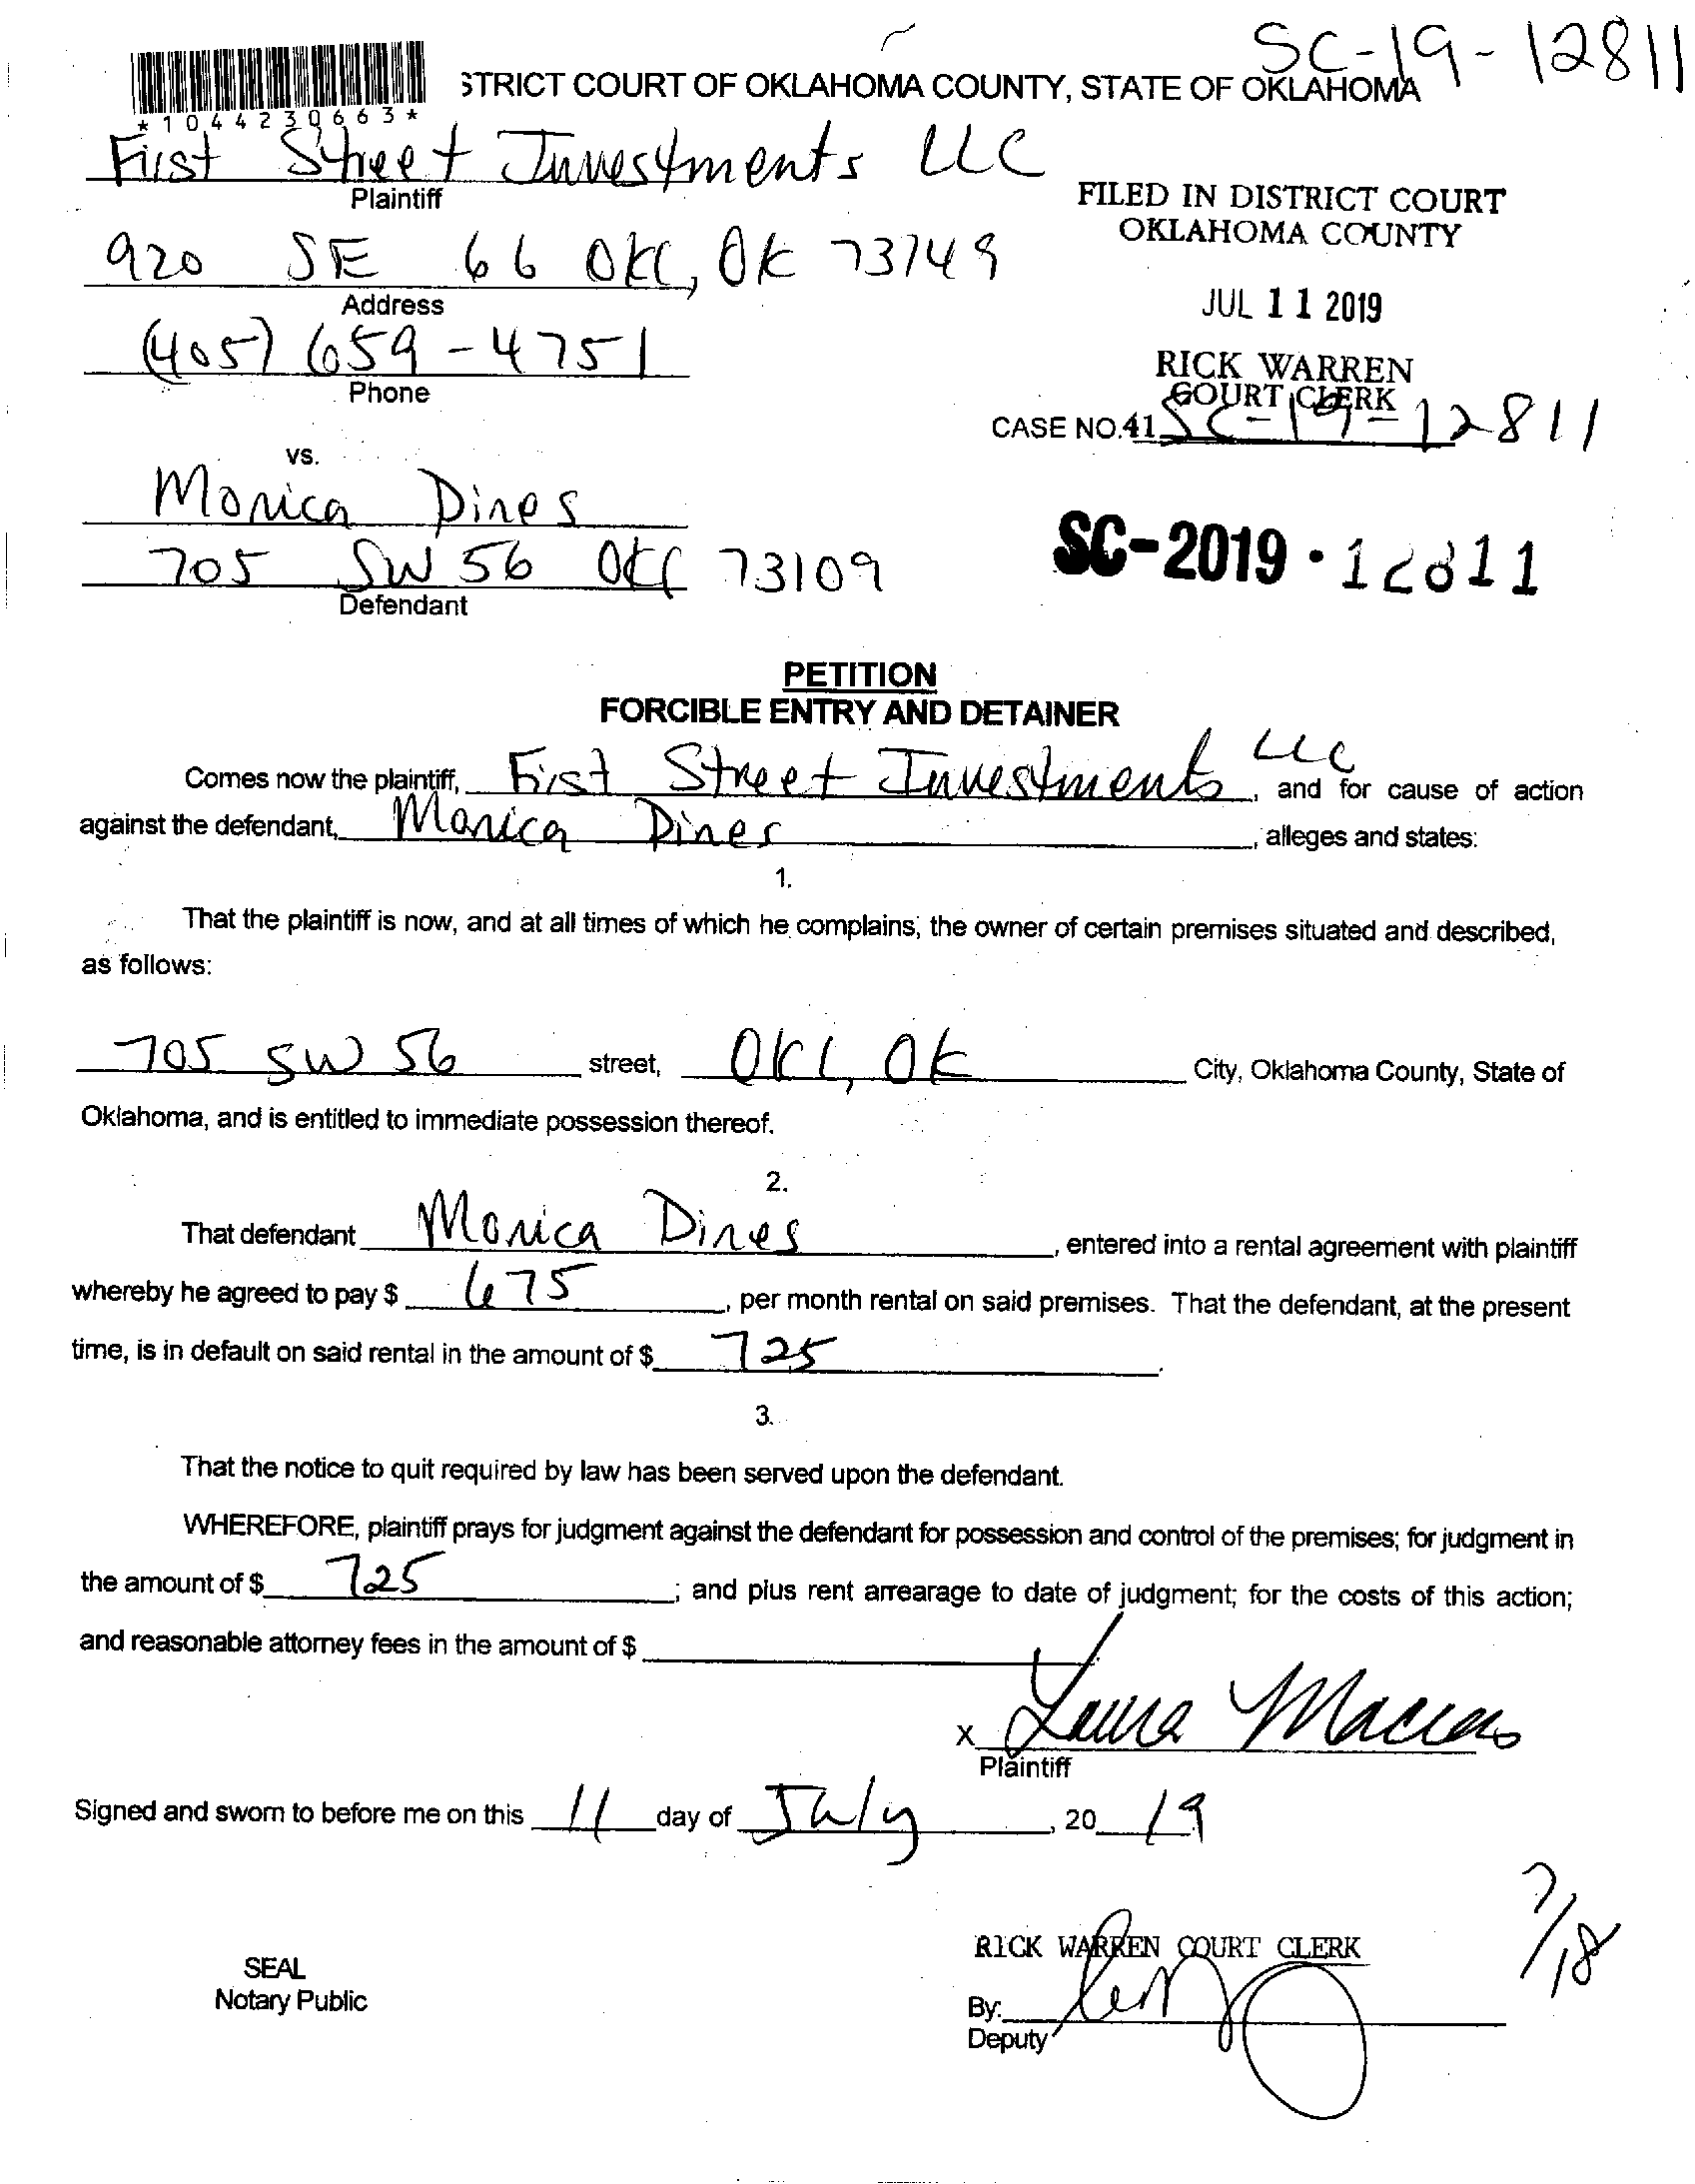 SC-19-12811
STRICT COURT OF OKLAHOMA COUNTY, STATE OF OKLAHOMA
*1044230663*
First Street Investments LLC
Plaintiff
FILED IN DISTRICT COURT
OKLAHOMA COUNTY
920 SE 66 OKC, OK 73149
Address
JUL 11 2019
(405) 659-4751
Phone
RICK WARREN
COURT CLERK
CASE NO.41 SC-19-12811
vs.
Monica Dines
705 SW 56 OKC 73109
Defendant
SC-2019-12811
PETITION
FORCIBLE ENTRY AND DETAINER
Comes now the plaintiff, First Street Investments LLC, and for cause of action
against the defendant, Monica Dines, alleges and states:
1.
That the plaintiff is now, and at all times of which he complains, the owner of certain premises situated and described,
as follows:
705 SW 56 street, OKC, OK City, Oklahoma County, State of
Oklahoma, and is entitled to immediate possession thereof.
2.
That defendant Monica Dines, entered into a rental agreement with plaintiff
whereby he agreed to pay $ 675, per month rental on said premises. That the defendant, at the present
time, is in default on said rental in the amount of $ 725.
3.
That the notice to quit required by law has been served upon the defendant.
WHEREFORE, plaintiff prays for judgment against the defendant for possession and control of the premises; for judgment in
the amount of $ 725; and plus rent arrearage to date of judgment; for the costs of this action;
and reasonable attorney fees in the amount of $
X Laura Macias
Plaintiff
Signed and sworn to before me on this 11 day of July, 20 19
7/18
RICK WARREN COURT CLERK
SEAL
Notary Public
By:
Deputy